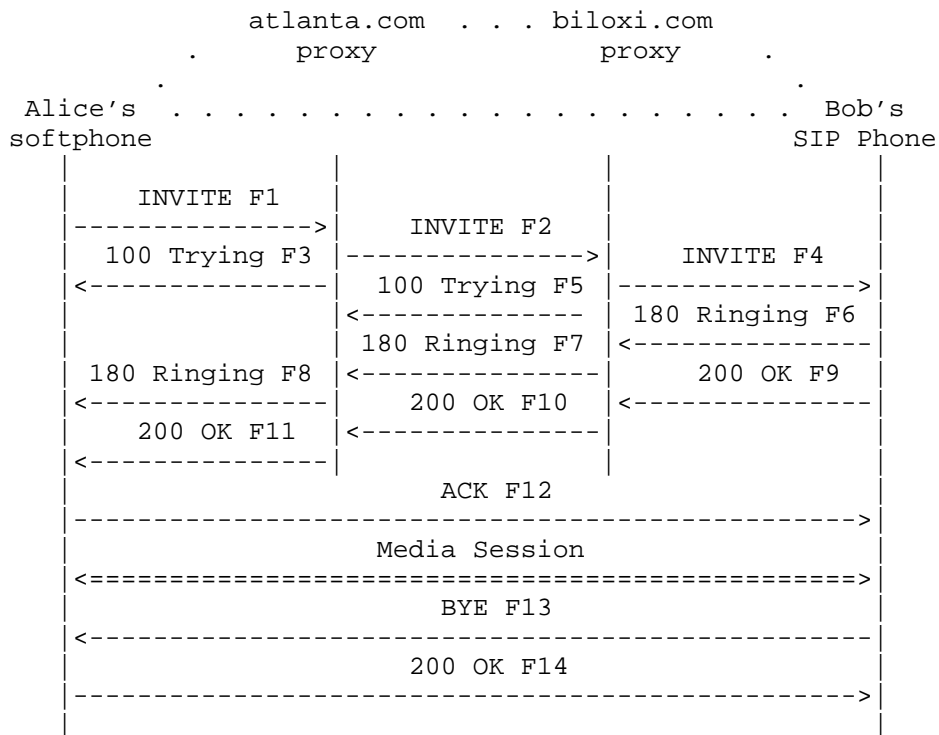 atlanta.com . . . biloxi.com
. proxy proxy .
. .
Alice's . . . . . . . . . . . . . . . . . . . . Bob's
softphone SIP Phone
| | | |
| INVITE F1 | | |
|--------------->| INVITE F2 | |
| 100 Trying F3 |--------------->| INVITE F4 |
|<---------------| 100 Trying F5 |--------------->|
| |<-------------- | 180 Ringing F6 |
| | 180 Ringing F7 |<---------------|
| 180 Ringing F8 |<---------------| 200 OK F9 |
|<---------------| 200 OK F10 |<---------------|
| 200 OK F11 |<---------------| |
|<---------------| | |
| ACK F12 |
|------------------------------------------------->|
| Media Session |
|<================================================>|
| BYE F13 |
|<-------------------------------------------------|
| 200 OK F14 |
|------------------------------------------------->|
| |